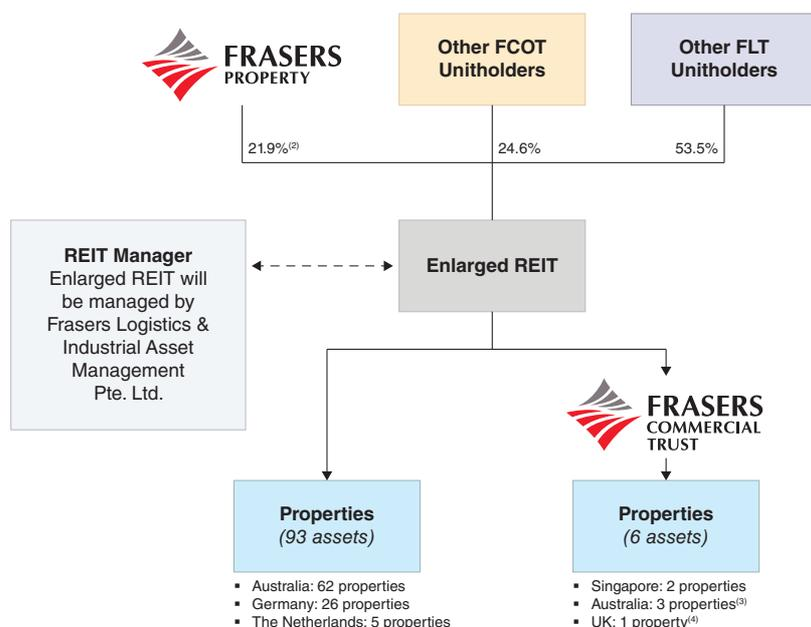 FRASERS
PROPERTY
Other FCOT
Unitholders
Other FLT
Unitholders
21.9%(2)
24.6%
53.5%
REIT Manager
Enlarged REIT will
be managed by
Frasers Logistics &
Industrial Asset
Management
Pte. Ltd.
Enlarged REIT
FRASERS
COMMERCIAL
TRUST
Properties
(93 assets)
▪ Australia: 62 properties
▪ Germany: 26 properties
▪ The Netherlands: 5 properties
Properties
(6 assets)
▪ Singapore: 2 properties
▪ Australia: 3 properties(3)
▪ UK: 1 property(4)